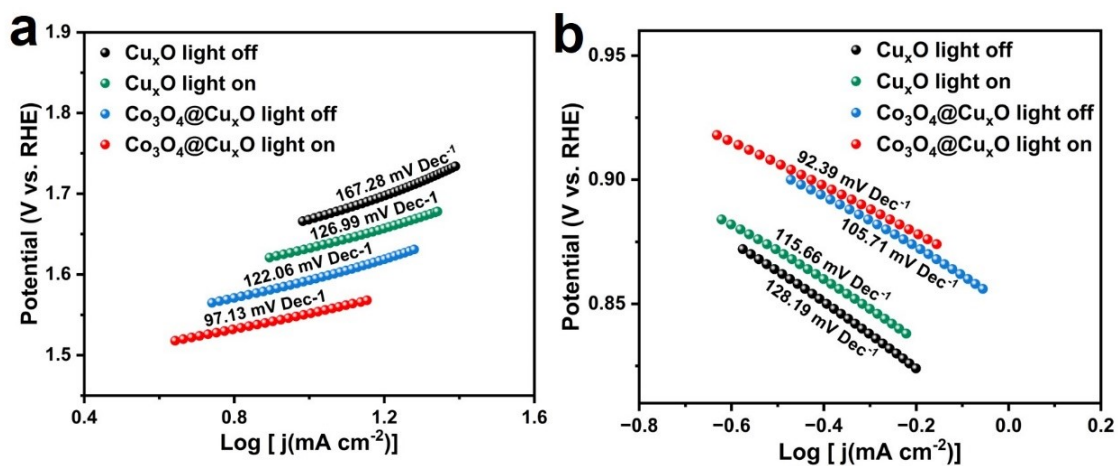 a
1.9
1.8
1.7
1.6
1.5
Potential (V vs. RHE)
CuₓO light off
CuₓO light on
Co₃O₄@CuₓO light off
Co₃O₄@CuₓO light on
167.28 mV Dec⁻¹
126.99 mV Dec-1
122.06 mV Dec-1
97.13 mV Dec-1
0.4 0.8 1.2 1.6
Log [ j(mA cm⁻²)]
b
0.95
0.90
0.85
Potential (V vs. RHE)
CuₓO light off
CuₓO light on
Co₃O₄@CuₓO light off
Co₃O₄@CuₓO light on
92.39 mV Dec⁻¹
105.71 mV Dec⁻¹
115.66 mV Dec⁻¹
128.19 mV Dec⁻¹
−0.8 −0.6 −0.4 −0.2 0.0 0.2
Log [ j(mA cm⁻²)]